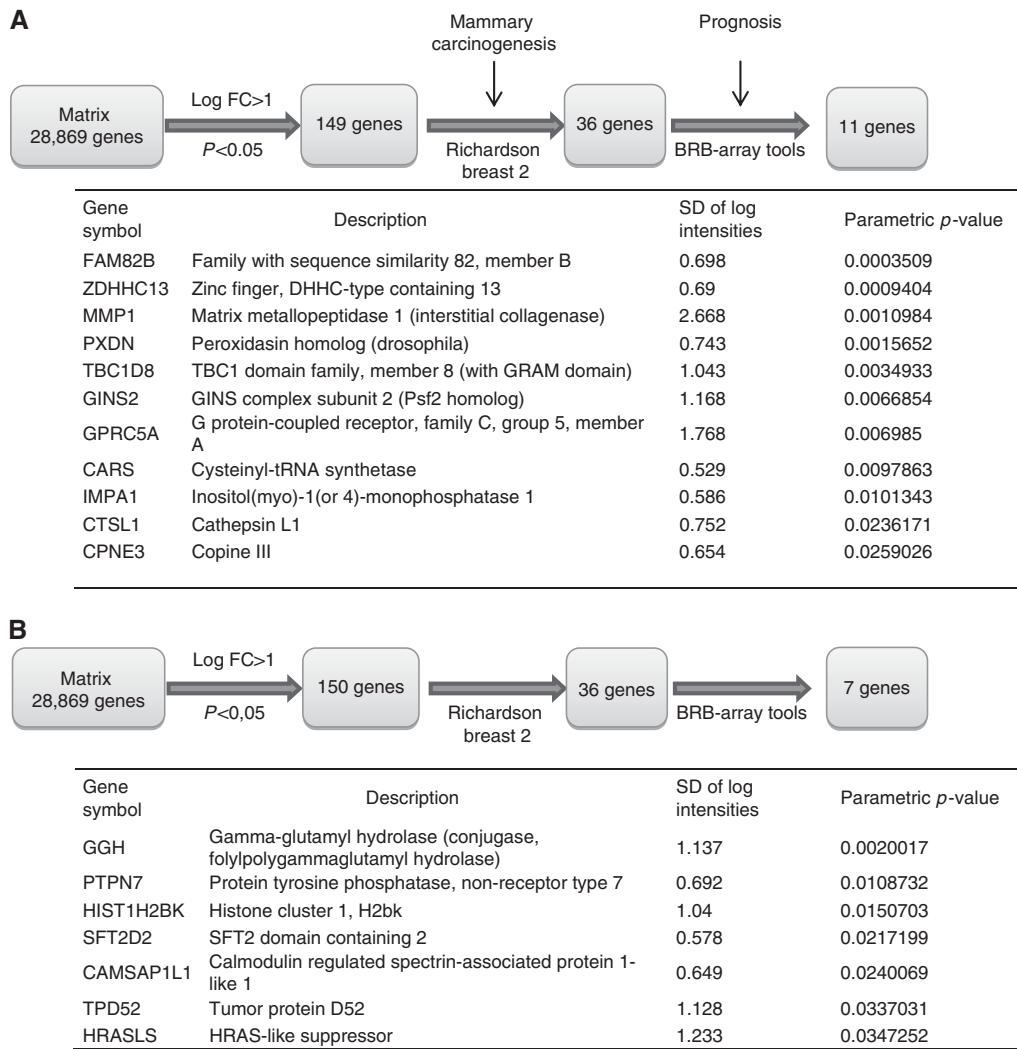 A
Mammary
carcinogenesis
Prognosis
Matrix
28,869 genes
Log FC>1
P<0.05
149 genes
Richardson
breast 2
36 genes
BRB-array tools
11 genes
Gene
symbol
Description
SD of log
intensities
Parametric p-value
FAM82B Family with sequence similarity 82, member B 0.698 0.0003509
ZDHHC13 Zinc finger, DHHC-type containing 13 0.69 0.0009404
MMP1 Matrix metallopeptidase 1 (interstitial collagenase) 2.668 0.0010984
PXDN Peroxidasin homolog (drosophila) 0.743 0.0015652
TBC1D8 TBC1 domain family, member 8 (with GRAM domain) 1.043 0.0034933
GINS2 GINS complex subunit 2 (Psf2 homolog) 1.168 0.0066854
GPRC5A G protein-coupled receptor, family C, group 5, member
A 1.768 0.006985
CARS Cysteinyl-tRNA synthetase 0.529 0.0097863
IMPA1 Inositol(myo)-1(or 4)-monophosphatase 1 0.586 0.0101343
CTSL1 Cathepsin L1 0.752 0.0236171
CPNE3 Copine III 0.654 0.0259026
B
Matrix
28,869 genes
Log FC>1
P<0,05
150 genes
Richardson
breast 2
36 genes
BRB-array tools
7 genes
Gene
symbol
Description
SD of log
intensities
Parametric p-value
GGH Gamma-glutamyl hydrolase (conjugase,
folylpolygammaglutamyl hydrolase) 1.137 0.0020017
PTPN7 Protein tyrosine phosphatase, non-receptor type 7 0.692 0.0108732
HIST1H2BK Histone cluster 1, H2bk 1.04 0.0150703
SFT2D2 SFT2 domain containing 2 0.578 0.0217199
CAMSAP1L1 Calmodulin regulated spectrin-associated protein 1-
like 1 0.649 0.0240069
TPD52 Tumor protein D52 1.128 0.0337031
HRASLS HRAS-like suppressor 1.233 0.0347252